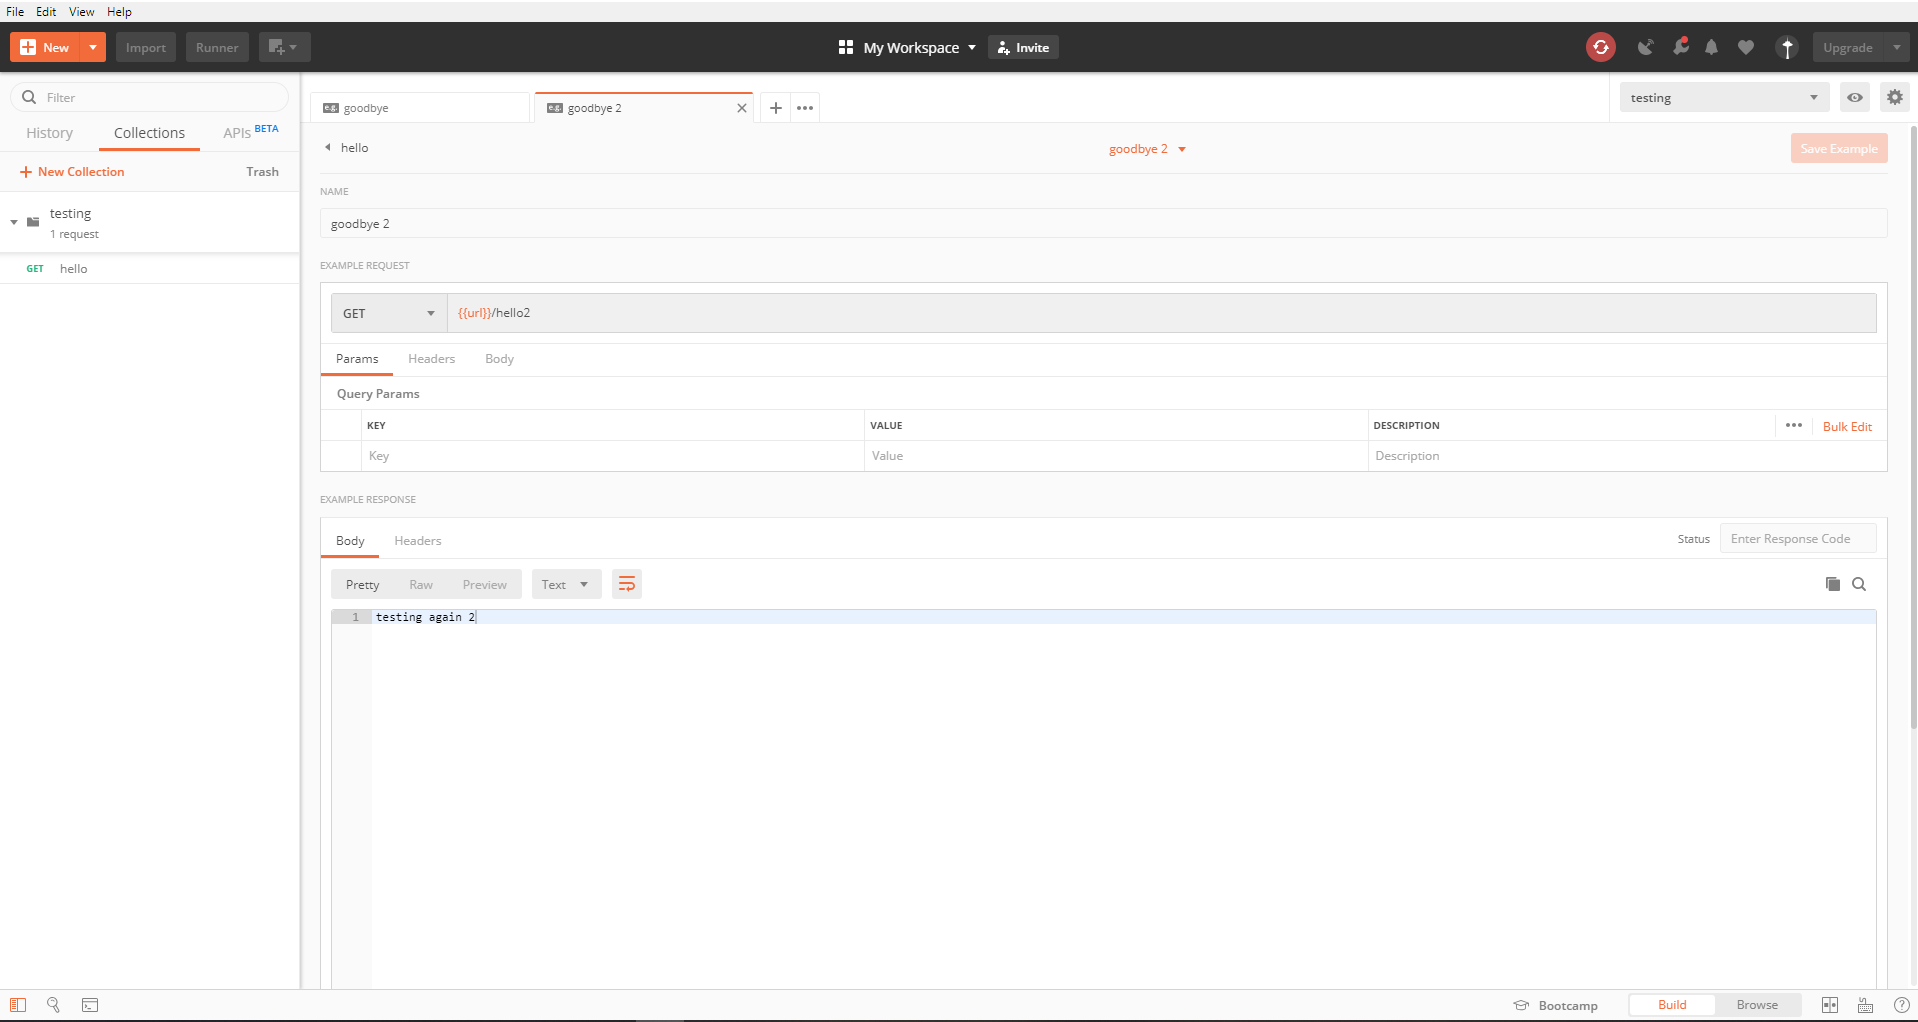 File Edit View Help
New Import Runner My Workspace Invite Upgrade
Filter
History Collections APIs BETA
New Collection Trash
testing
1 request
GET hello
e.g. goodbye e.g. goodbye 2 testing
hello goodbye 2 Save Example
NAME
goodbye 2
EXAMPLE REQUEST
GET {{url}}/hello2
Params Headers Body
Query Params
KEY VALUE DESCRIPTION Bulk Edit
Key Value Description
EXAMPLE RESPONSE
Body Headers Status Enter Response Code
Pretty Raw Preview Text
1 testing again 2
Bootcamp Build Browse